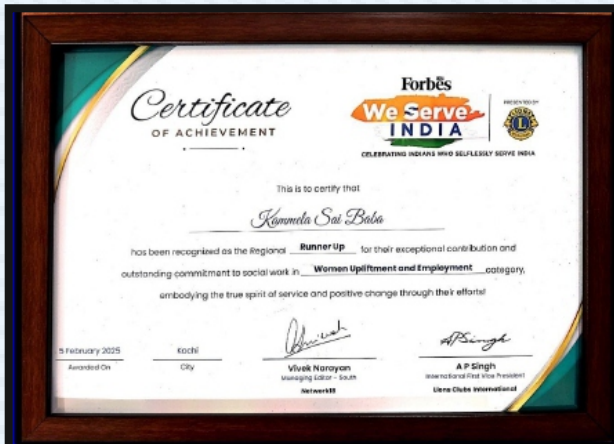 Certificate
OF ACHIEVEMENT
Forbes
We Serve
INDIA
PRESENTED BY
L
CELEBRATING INDIANS WHO SELFLESSLY SERVE INDIA
This is to certify that
Kammela Sai Baba
has been recognized as the Regional Runner Up for their exceptional contribution and
outstanding commitment to social work in Women Upliftment and Employment category,
embodying the true spirit of service and positive change through their efforts!
5 February 2025
Awarded On
Kochi
City
Vivek Narayan
Managing Editor - South
Network18
APSingh
A P Singh
International First Vice President
Lions Clubs International